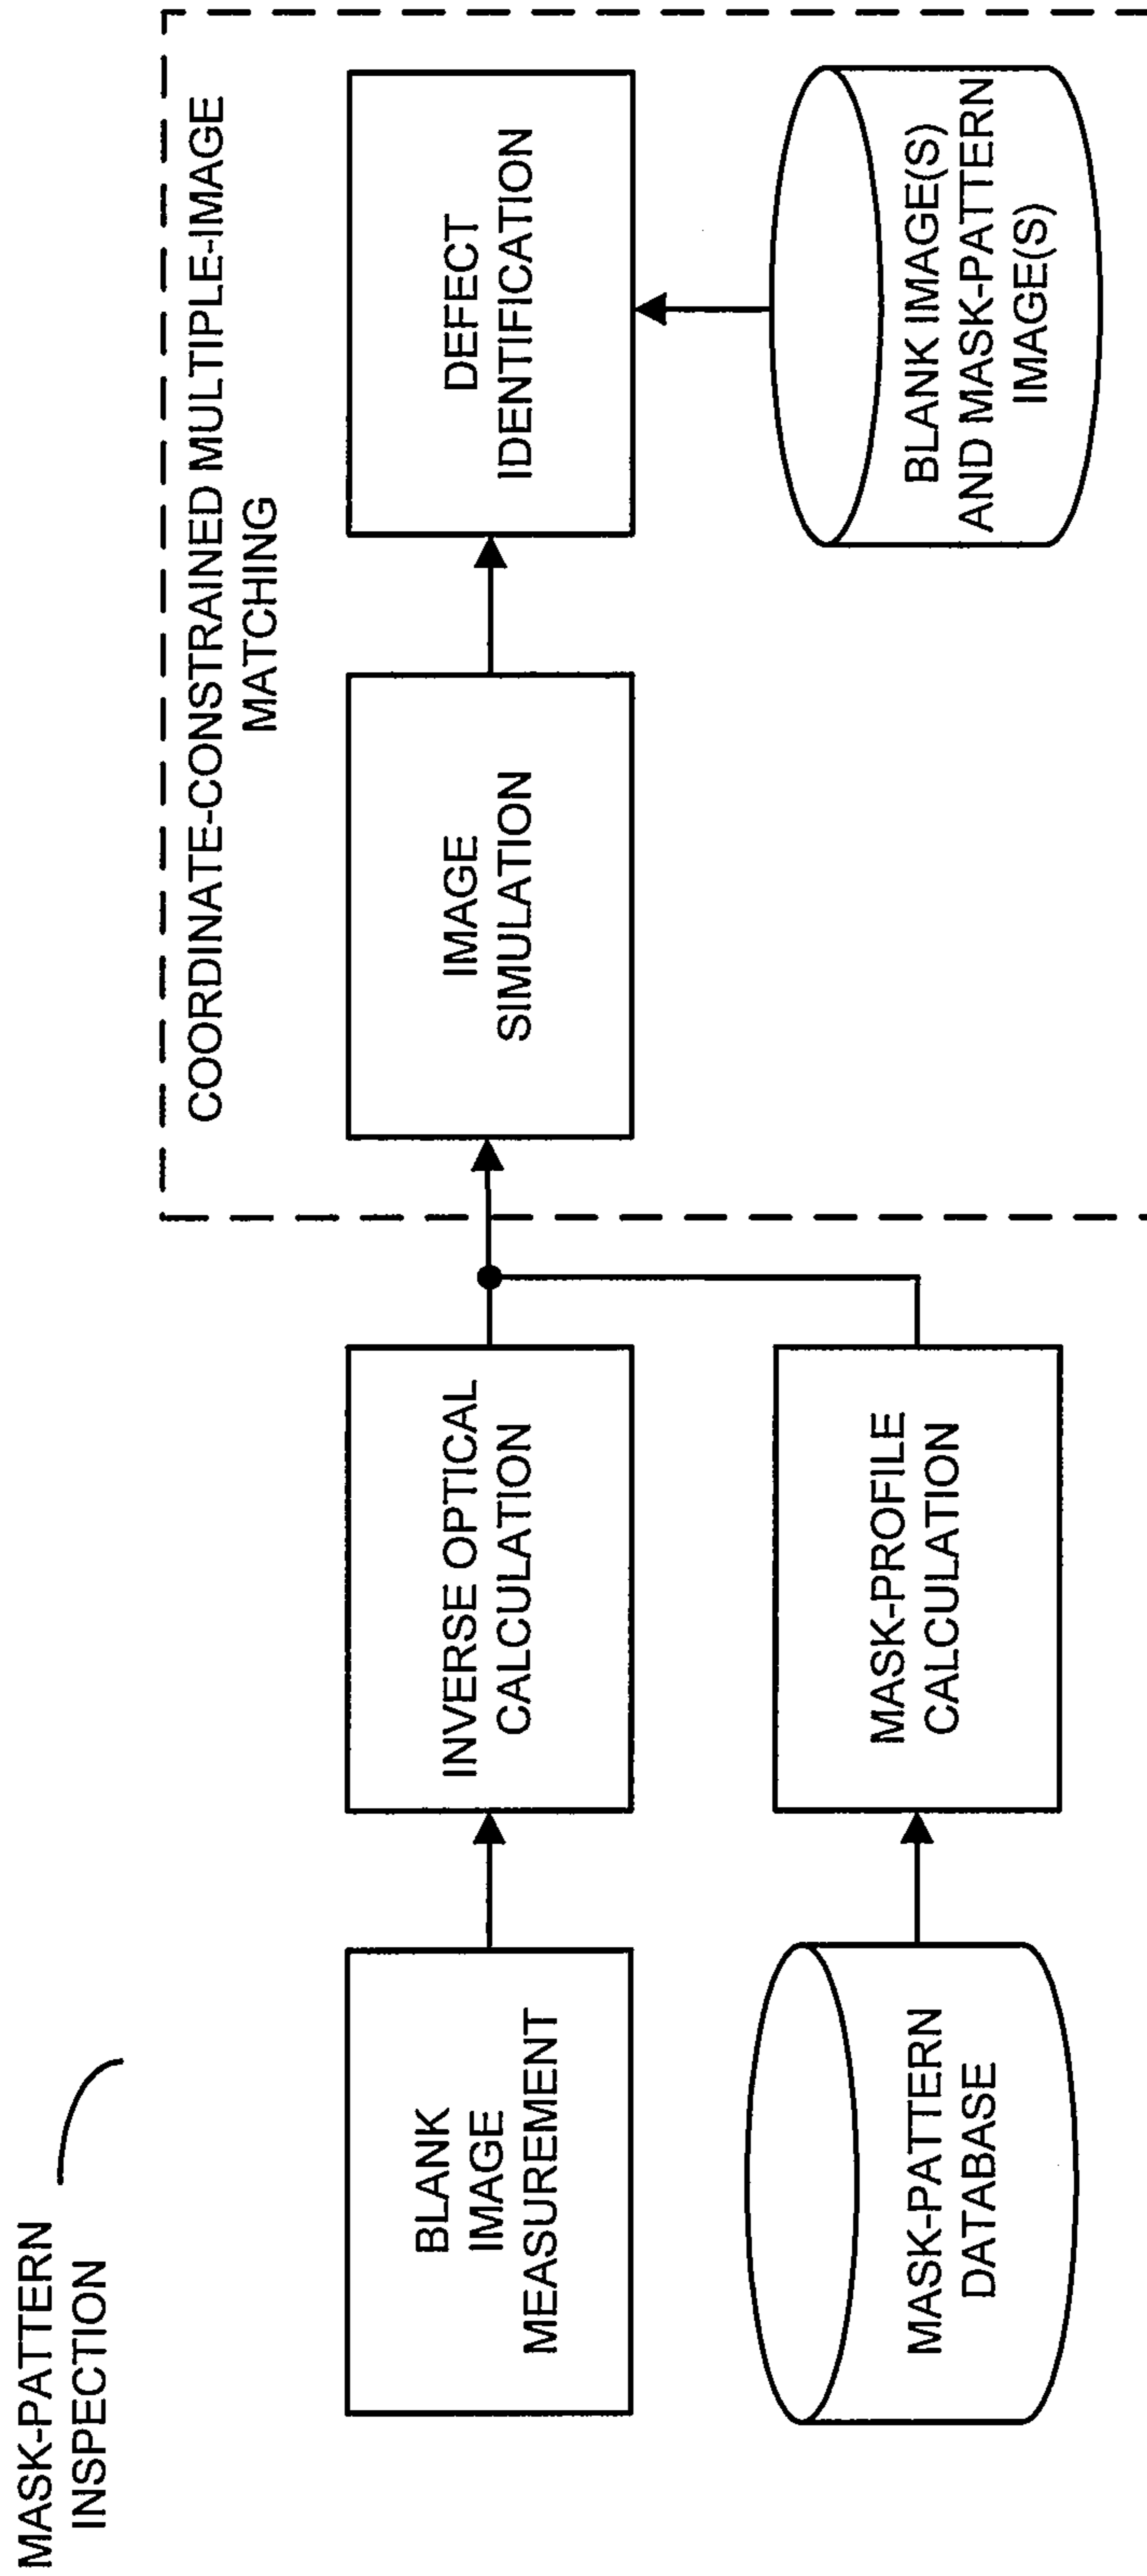 MASK-PATTERN
INSPECTION
COORDINATE-CONSTRAINED MULTIPLE-IMAGE
MATCHING
BLANK
IMAGE
MEASUREMENT
INVERSE OPTICAL
CALCULATION
IMAGE
SIMULATION
DEFECT
IDENTIFICATION
MASK-PATTERN
DATABASE
MASK-PROFILE
CALCULATION
BLANK IMAGE(S)
AND MASK-PATTERN
IMAGE(S)